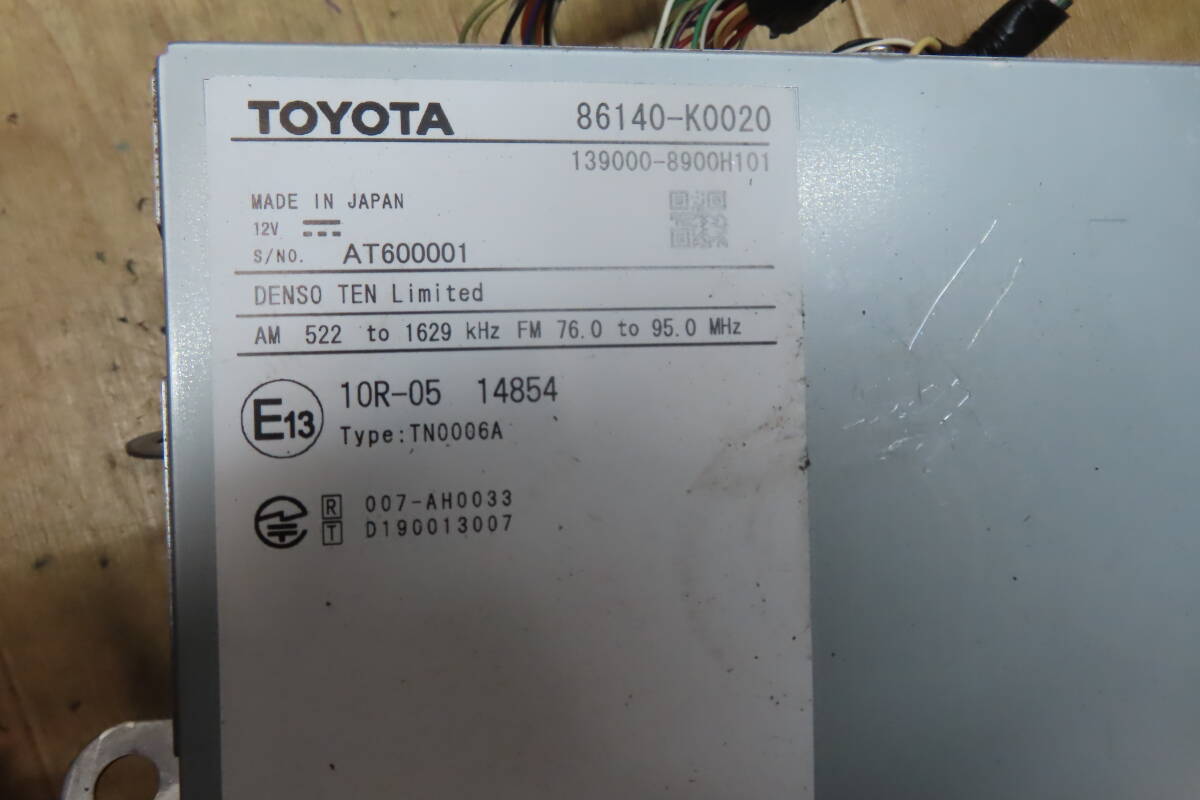 TOYOTA 86140-K0020
139000-8900H101
MADE IN JAPAN
12V
S/NO. AT600001
DENSO TEN Limited
AM 522 to 1629 kHz FM 76.0 to 95.0 MHz
E13 10R-05 14854
Type:TN0006A
R 007-AH0033
T D190013007